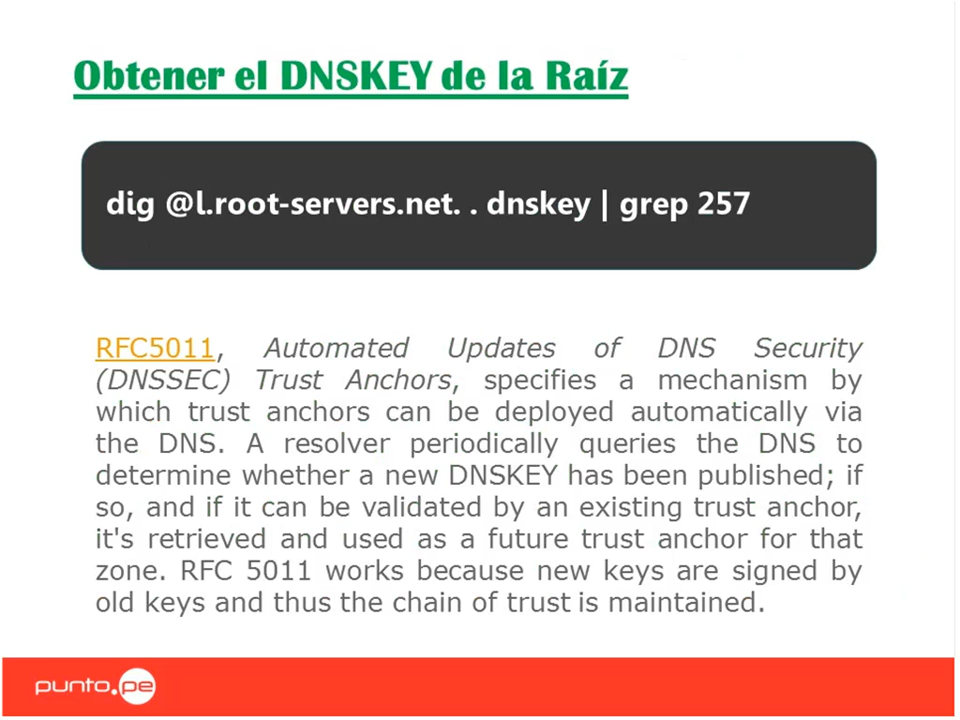 Obtener el DNSKEY de la Raíz
dig @l.root-servers.net. . dnskey | grep 257
RFC5011, Automated Updates of DNS Security
(DNSSEC) Trust Anchors, specifies a mechanism by
which trust anchors can be deployed automatically via
the DNS. A resolver periodically queries the DNS to
determine whether a new DNSKEY has been published; if
so, and if it can be validated by an existing trust anchor,
it's retrieved and used as a future trust anchor for that
zone. RFC 5011 works because new keys are signed by
old keys and thus the chain of trust is maintained.
punto.pe